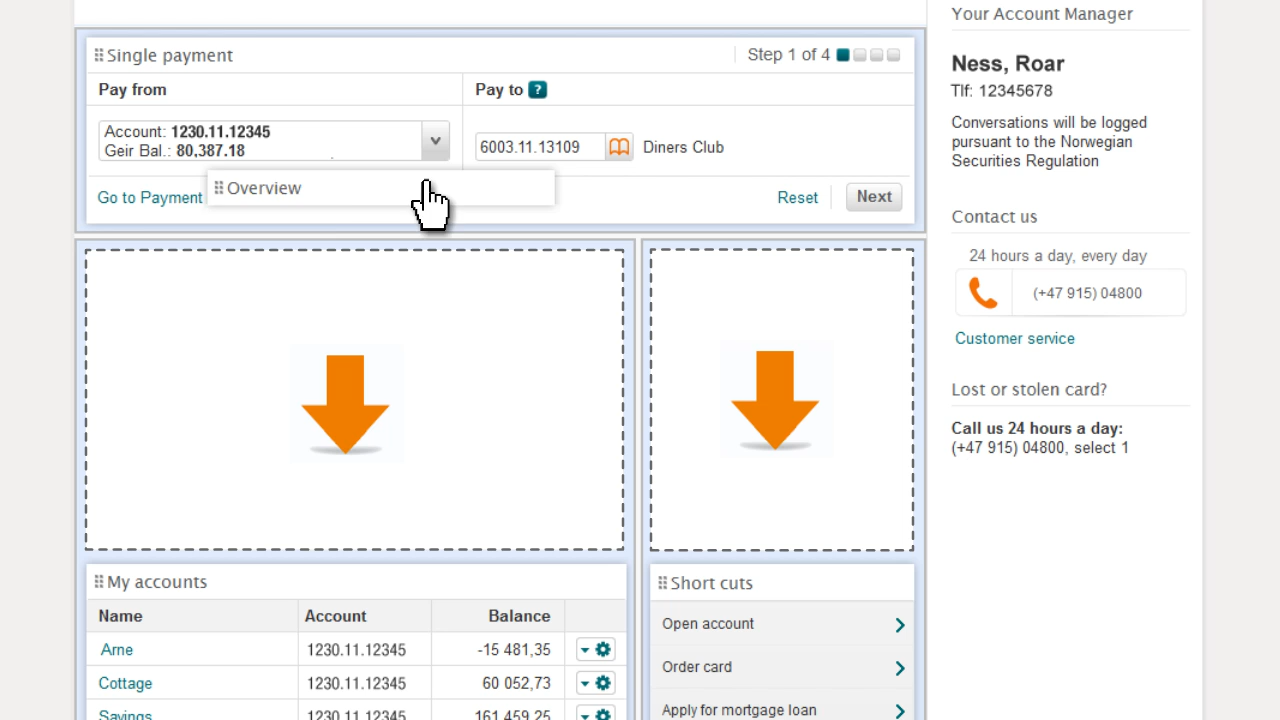 Your Account Manager
Single payment
Step 1 of 4
Ness, Roar
Tlf: 12345678
Pay from
Pay to ?
Conversations will be logged
pursuant to the Norwegian
Securities Regulation
Account: 1230.11.12345
Geir Bal.: 80,387.18
6003.11.13109
Diners Club
Overview
Go to Payment
Reset
Next
Contact us
24 hours a day, every day
(+47 915) 04800
Customer service
Lost or stolen card?
Call us 24 hours a day:
(+47 915) 04800, select 1
My accounts
Name Account Balance
Arne 1230.11.12345 -15 481,35
Cottage 1230.11.12345 60 052,73
Savings 1230.11.12345 161 459,25
Short cuts
Open account
Order card
Apply for mortgage loan